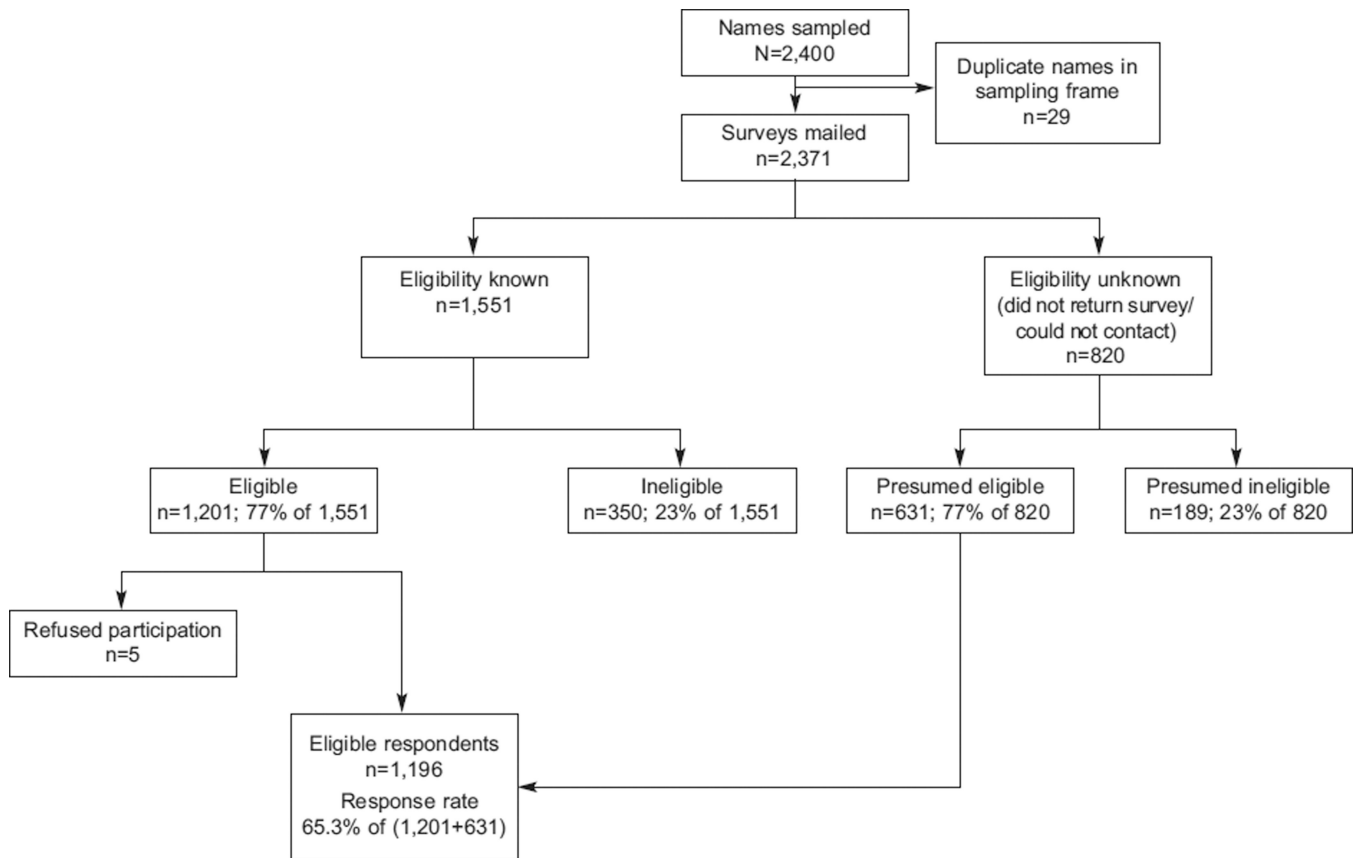 Names sampled
N=2,400
Duplicate names in
sampling frame
n=29
Surveys mailed
n=2,371
Eligibility known
n=1,551
Eligibility unknown
(did not return survey/
could not contact)
n=820
Eligible
n=1,201; 77% of 1,551
Ineligible
n=350; 23% of 1,551
Presumed eligible
n=631; 77% of 820
Presumed ineligible
n=189; 23% of 820
Refused participation
n=5
Eligible respondents
n=1,196
Response rate
65.3% of (1,201+631)